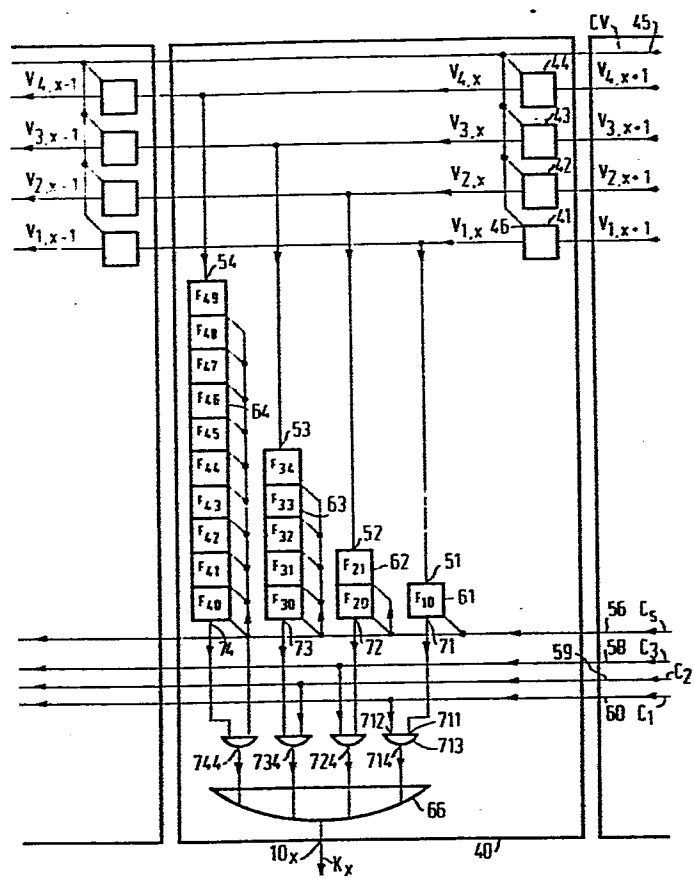 CV 45
V4,x-1 V4,x 44 V4,x+1
V3,x-1 V3,x 43 V3,x+1
V2,x-1 V2,x 42 V2,x+1
V1,x-1 V1,x 46 41 V1,x+1
54
F49
F48
F47
F46 64
F45 53
F44 F34
F43 F33 63
F42 F32 52
F41 F31 F21 62 51
F40 F30 F20 F10 61
56 Cs
74 73 72 71 58 C3
59 C2
60 C1
712 711
713
744 734 724 714
66
10x Kx 40